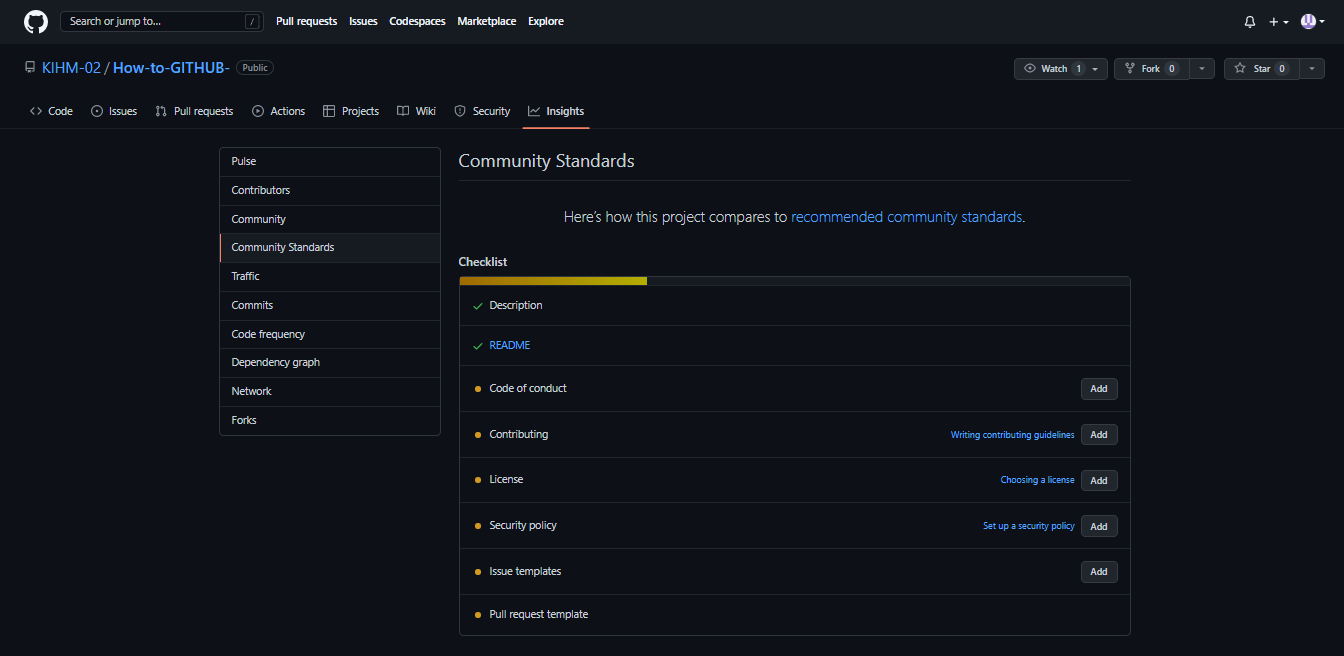 Search or jump to... /
Pull requests Issues Codespaces Marketplace Explore
KIHM-02 / How-to-GITHUB- Public
Watch 1 Fork 0 Star 0
Code Issues Pull requests Actions Projects Wiki Security Insights
Pulse
Contributors
Community
Community Standards
Traffic
Commits
Code frequency
Dependency graph
Network
Forks
Community Standards
Here's how this project compares to recommended community standards.
Checklist
Description
README
Code of conduct Add
Contributing Writing contributing guidelines Add
License Choosing a license Add
Security policy Set up a security policy Add
Issue templates Add
Pull request template